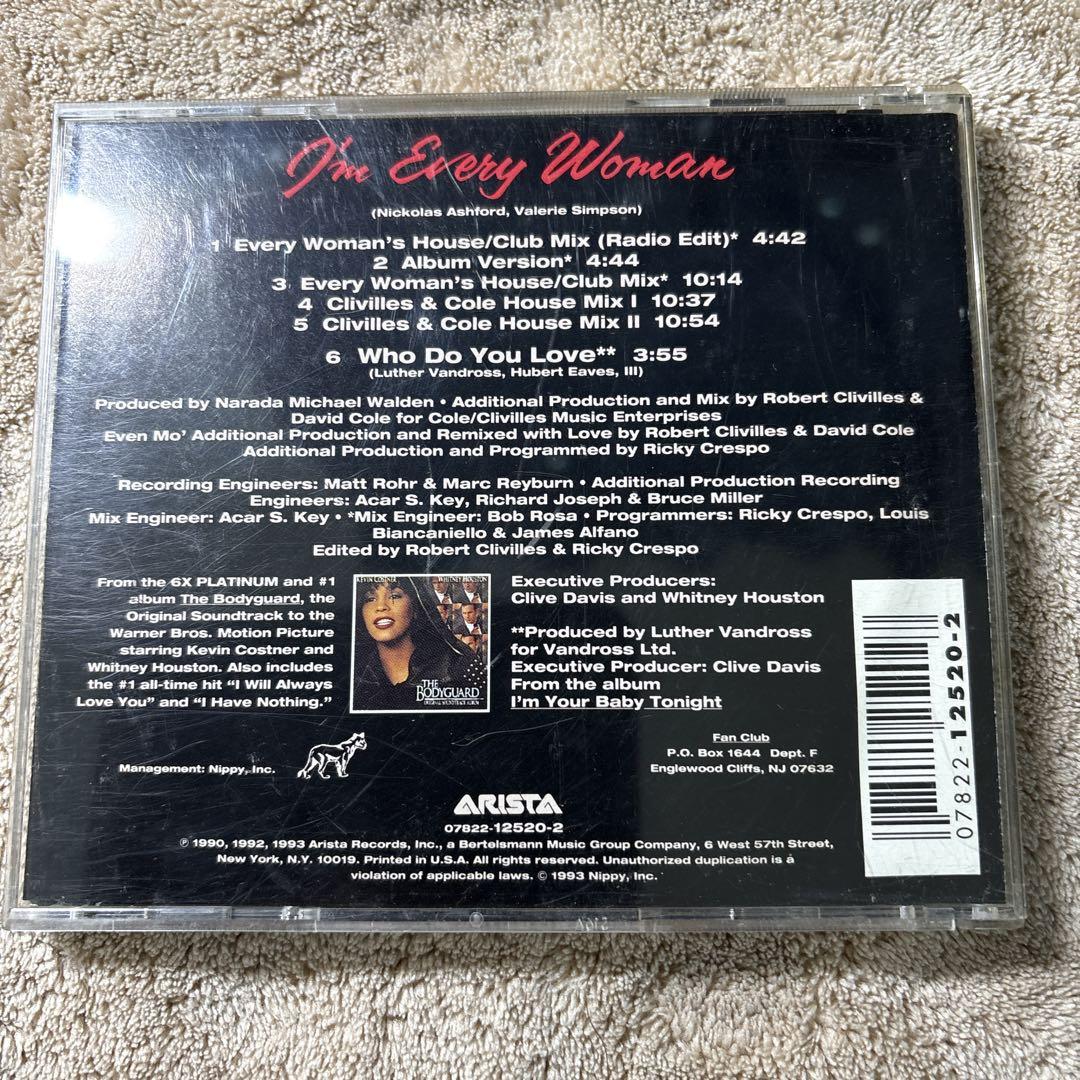 I'm Every Woman
(Nickolas Ashford, Valerie Simpson)
1 Every Woman's House/Club Mix (Radio Edit)* 4:42
2 Album Version* 4:44
3 Every Woman's House/Club Mix* 10:14
4 Clivilles & Cole House Mix I 10:37
5 Clivilles & Cole House Mix II 10:54
6 Who Do You Love** 3:55
(Luther Vandross, Hubert Eaves, III)
Produced by Narada Michael Walden • Additional Production and Mix by Robert Clivilles &
David Cole for Cole/Clivilles Music Enterprises
Even Mo' Additional Production and Remixed with Love by Robert Clivilles & David Cole
Additional Production and Programmed by Ricky Crespo
Recording Engineers: Matt Rohr & Marc Reyburn • Additional Production Recording
Engineers: Acar S. Key, Richard Joseph & Bruce Miller
Mix Engineer: Acar S. Key • *Mix Engineer: Bob Rosa • Programmers: Ricky Crespo, Louis
Biancaniello & James Alfano
Edited by Robert Clivilles & Ricky Crespo
From the 6X PLATINUM and #1
album The Bodyguard, the
Original Soundtrack to the
Warner Bros. Motion Picture
starring Kevin Costner and
Whitney Houston. Also includes
the #1 all-time hit "I Will Always
Love You" and "I Have Nothing."
KEVIN COSTNER WHITNEY HOUSTON
THE
BODYGUARD
ORIGINAL SOUNDTRACK ALBUM
Executive Producers:
Clive Davis and Whitney Houston
**Produced by Luther Vandross
for Vandross Ltd.
Executive Producer: Clive Davis
From the album
I'm Your Baby Tonight
Fan Club
P.O. Box 1644 Dept. F
Englewood Cliffs, NJ 07632
Management: Nippy, Inc.
ARISTA
07822-12520-2
℗ 1990, 1992, 1993 Arista Records, Inc., a Bertelsmann Music Group Company, 6 West 57th Street,
New York, N.Y. 10019. Printed in U.S.A. All rights reserved. Unauthorized duplication is a
violation of applicable laws. © 1993 Nippy, Inc.
07822-12520-2